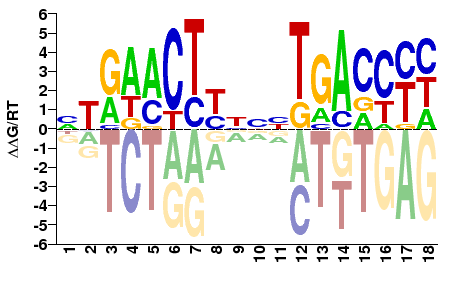 6
5
4
3
2
1
0
-1
-2
-3
-4
-5
-6
ΔΔG/RT
C A T G A A C T T T C C T G A C C C C
A T C T C C C T G A C G T T T A
G G A A A
T C T A A A A T G T G A G
G G C T
1 2 3 4 5 6 7 8 9 10 11 12 13 14 15 16 17 18